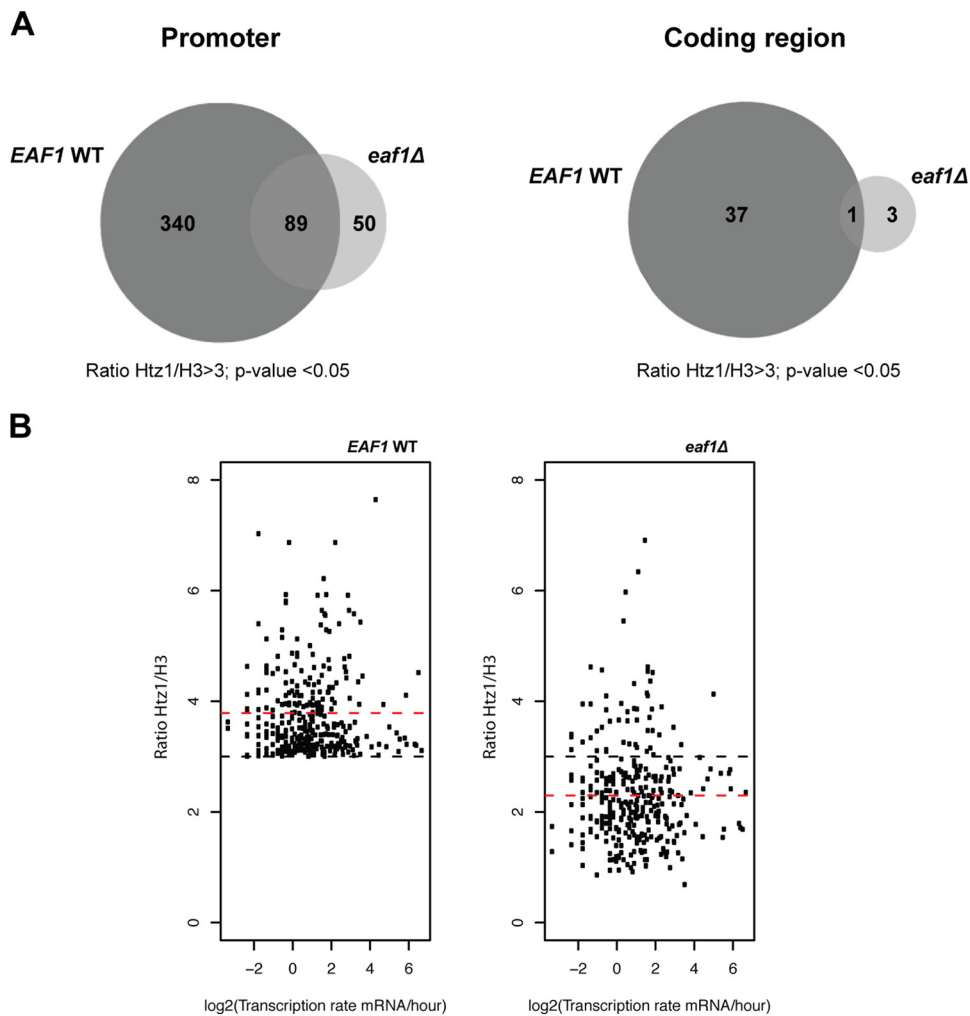 A
Promoter
Coding region
EAF1 WT
eaf1Δ
340
89
50
Ratio Htz1/H3>3; p-value <0.05
EAF1 WT
eaf1Δ
37
1
3
Ratio Htz1/H3>3; p-value <0.05
B
EAF1 WT
eaf1Δ
Ratio Htz1/H3
8
6
4
2
0
−2 0 2 4 6
log2(Transcription rate mRNA/hour)
Ratio Htz1/H3
8
6
4
2
0
−2 0 2 4 6
log2(Transcription rate mRNA/hour)